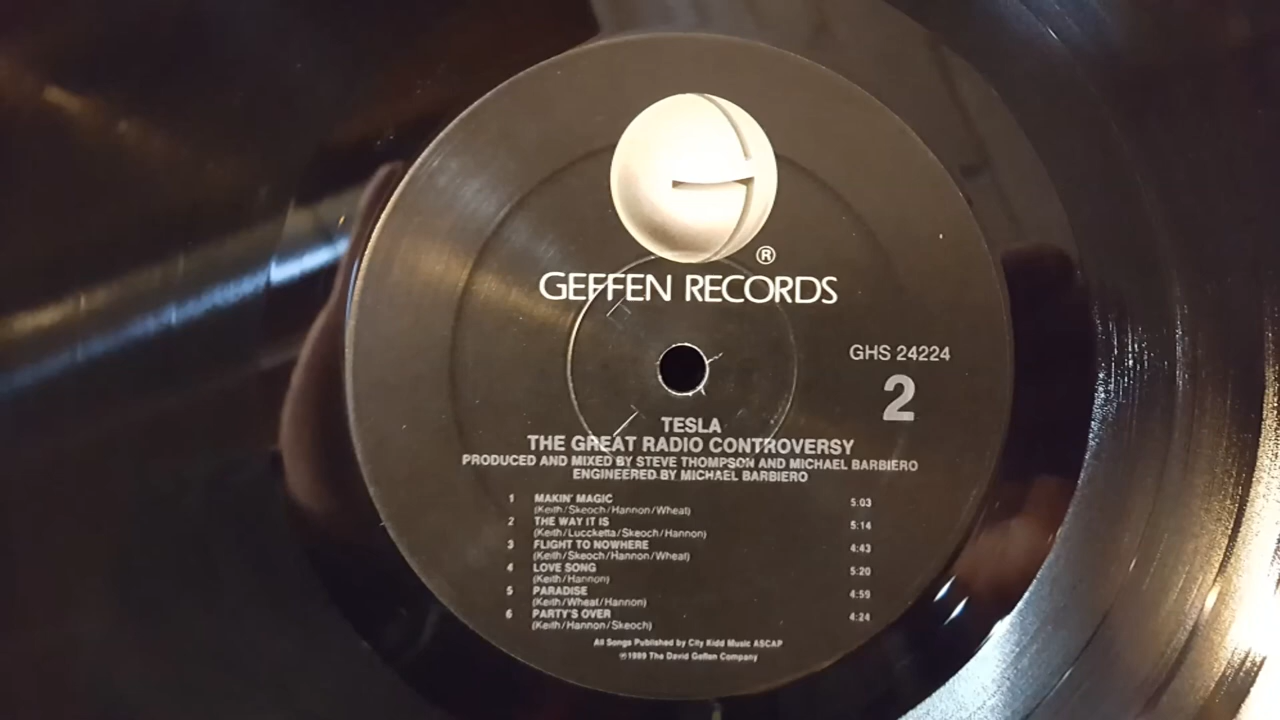 ®
GEFFEN RECORDS
GHS 24224
2
TESLA
THE GREAT RADIO CONTROVERSY
PRODUCED AND MIXED BY STEVE THOMPSON AND MICHAEL BARBIERO
ENGINEERED BY MICHAEL BARBIERO
1 MAKIN' MAGIC 5:03
(Keith/Skeoch/Hannon/Wheat)
2 THE WAY IT IS 5:14
(Keith/Luccketta/Skeoch/Hannon)
3 FLIGHT TO NOWHERE 4:43
(Keith/Skeoch/Hannon/Wheat)
4 LOVE SONG 5:20
(Keith/Hannon)
5 PARADISE 4:59
(Keith/Wheat/Hannon)
6 PARTY'S OVER 4:24
(Keith/Hannon/Skeoch)
All Songs Published by City Kidd Music ASCAP
℗1989 The David Geffen Company